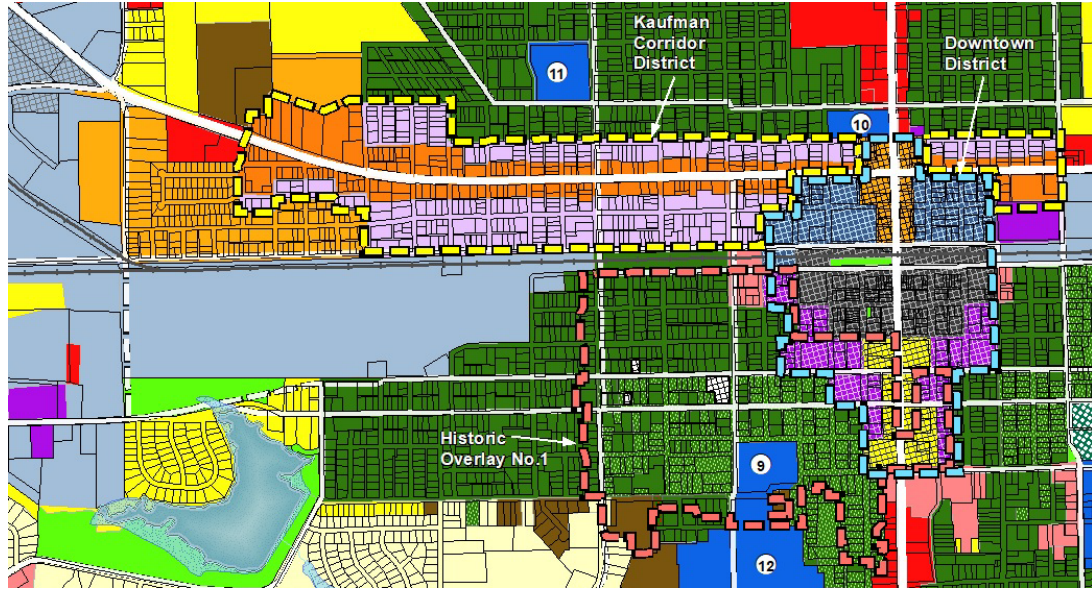 Kaufman
Corridor
District
Downtown
District
11
10
Historic
Overlay No.1
9
12